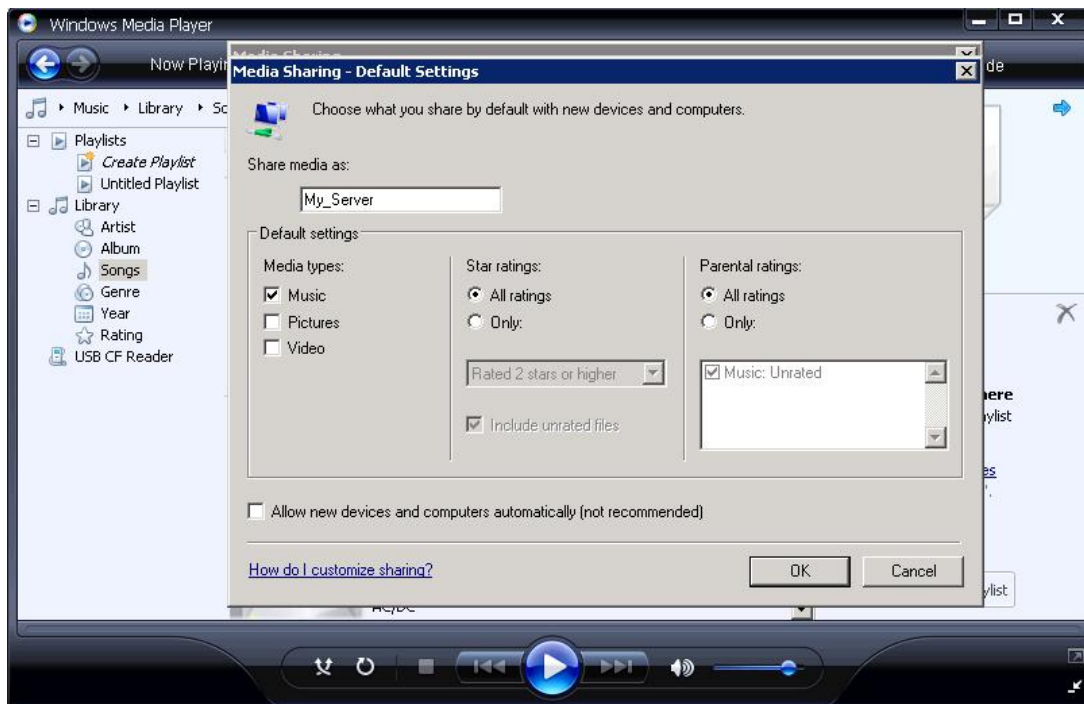 Windows Media Player
Now Playi
de
Media Sharing
Media Sharing - Default Settings
Music Library So
Playlists
Create Playlist
Untitled Playlist
Library
Artist
Album
Songs
Genre
Year
Rating
USB CF Reader
Choose what you share by default with new devices and computers.
Share media as:
My_Server
Default settings
Media types:
Music
Pictures
Video
Star ratings:
All ratings
Only:
Rated 2 stars or higher
Include unrated files
Parental ratings:
All ratings
Only:
Music: Unrated
Allow new devices and computers automatically (not recommended)
How do I customize sharing?
OK
Cancel
here
ylist
es
ylist
AC/DC